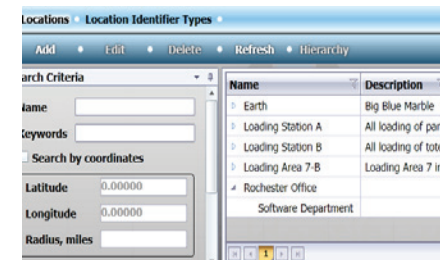 Locations Location Identifier Types
Add Edit Delete Refresh Hierarchy
arch Criteria
Name
Keywords
Search by coordinates
Latitude 0.00000
Longitude 0.00000
Radius, miles
Name Description
Earth Big Blue Marble
Loading Station A All loading of par
Loading Station B All loading of tote
Loading Area 7-B Loading Area 7 in
Rochester Office
Software Department
1